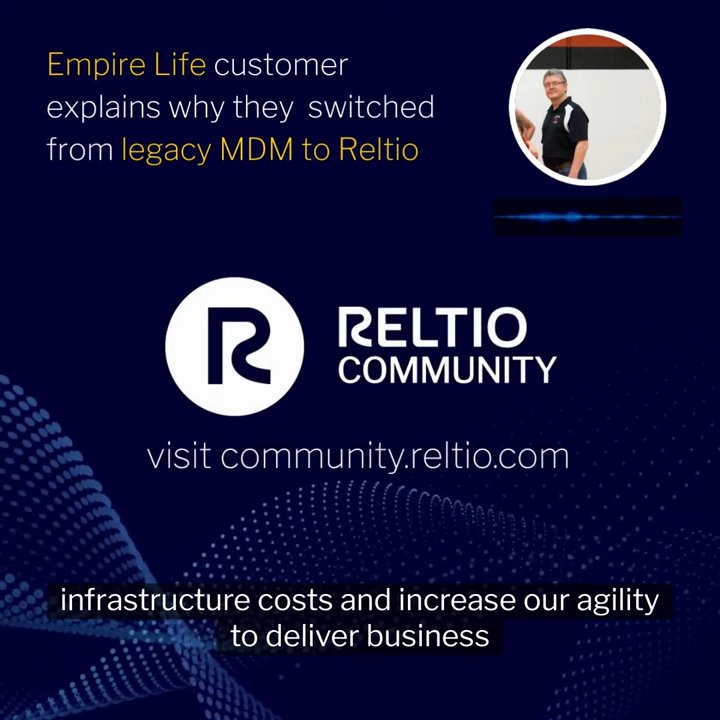 Empire Life customer
explains why they switched
from legacy MDM to Reltio
R
RELTIO
COMMUNITY
visit community.reltio.com
infrastructure costs and increase our agility
to deliver business